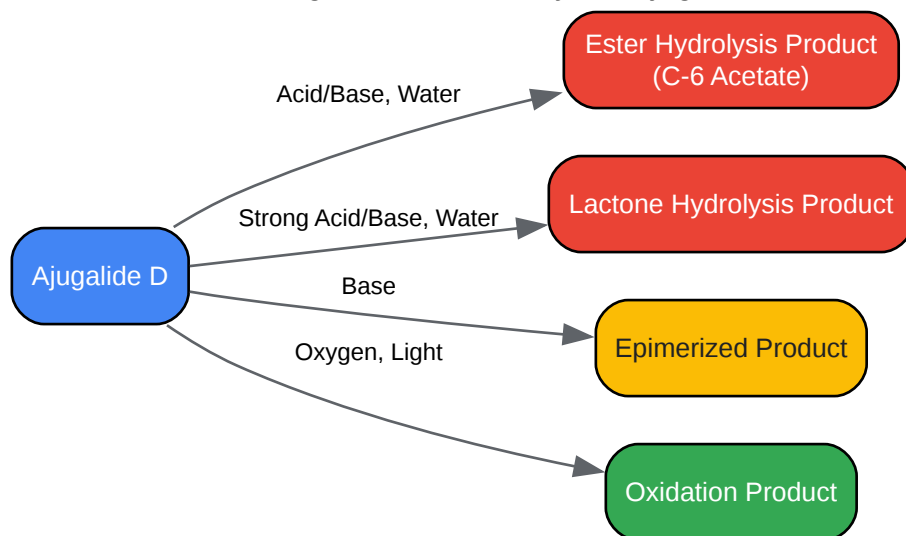 Ester Hydrolysis Product
(C-6 Acetate)
Acid/Base, Water
Lactone Hydrolysis Product
Strong Acid/Base, Water
Ajugalide D
Base
Epimerized Product
Oxygen, Light
Oxidation Product